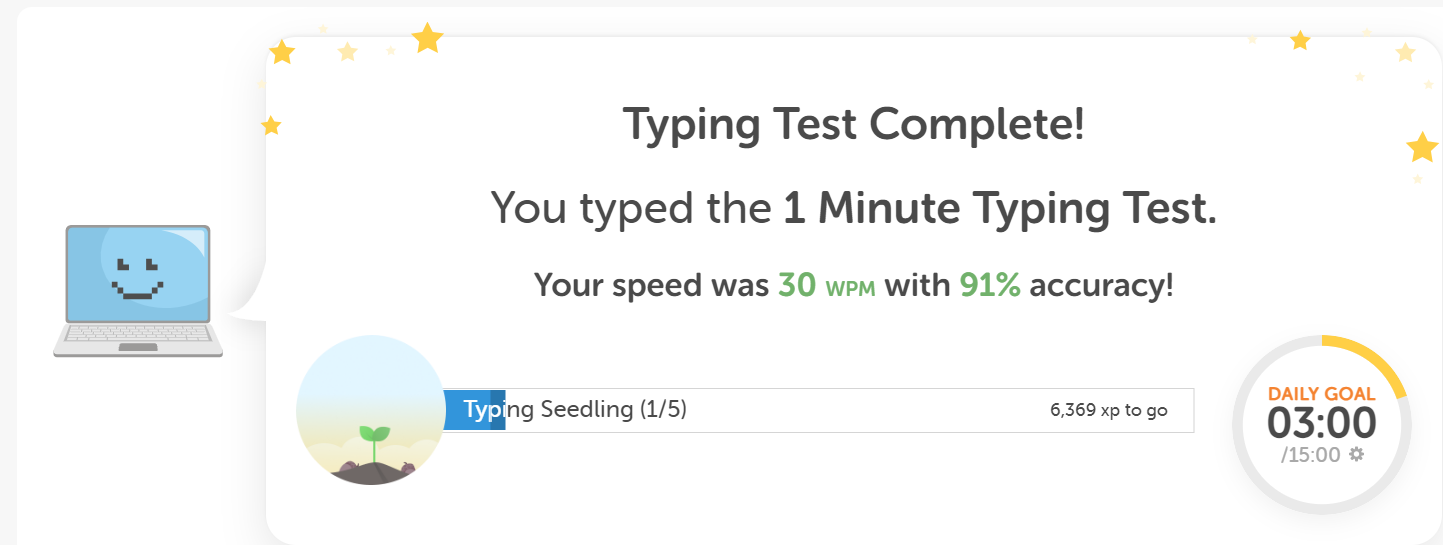 Typing Test Complete!
You typed the 1 Minute Typing Test.
Your speed was 30 WPM with 91% accuracy!
Typing Seedling (1/5)
6,369 xp to go
DAILY GOAL
03:00
/15:00